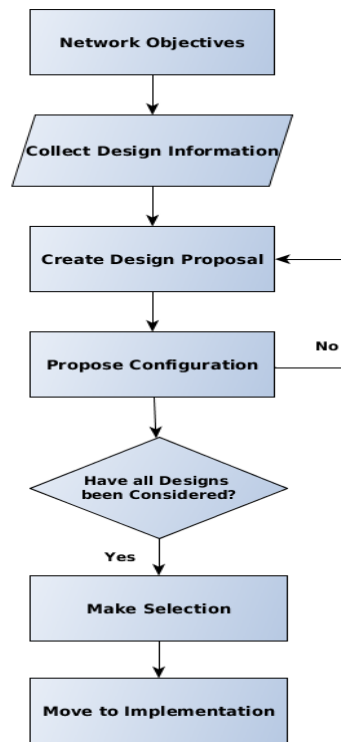 Network Objectives
Collect Design Information
Create Design Proposal
Propose Configuration
No
Have all Designs
been Considered?
Yes
Make Selection
Move to Implementation